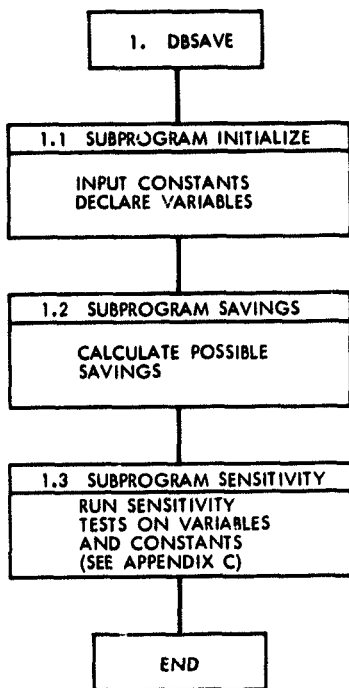 1. DBSAVE
1.1 SUBPROGRAM INITIALIZE
INPUT CONSTANTS
DECLARE VARIABLES
1.2 SUBPROGRAM SAVINGS
CALCULATE POSSIBLE
SAVINGS
1.3 SUBPROGRAM SENSITIVITY
RUN SENSITIVITY
TESTS ON VARIABLES
AND CONSTANTS
(SEE APPENDIX C)
END